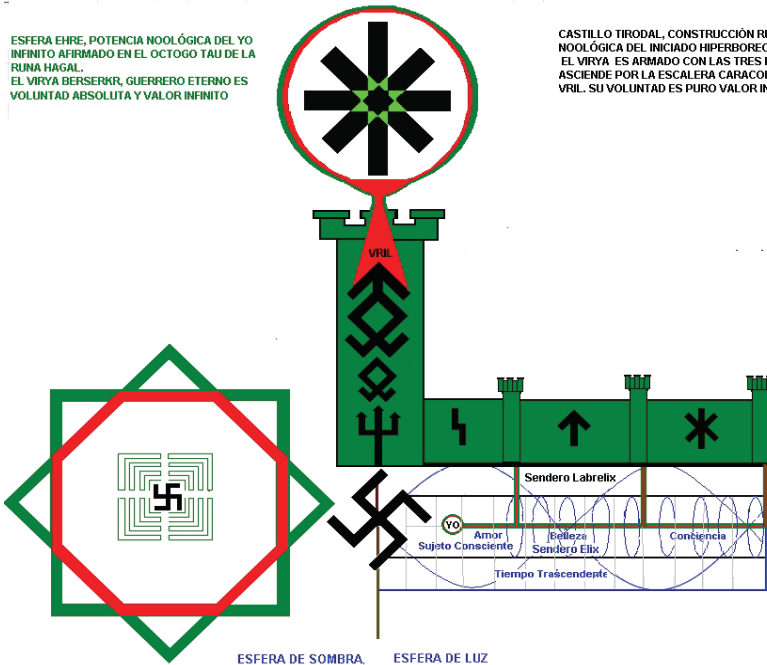 ESFERA EHRE, POTENCIA NOOLÓGICA DEL YO
INFINITO AFIRMADO EN EL OCTOGO TAU DE LA
RUNA HAGAL.
EL VIRYA BERSERKR, GUERRERO ETERNO ES
VOLUNTAD ABSOLUTA Y VALOR INFINITO
CASTILLO TIRODAL, CONSTRUCCIÓN
NOOLÓGICA DEL INICIADO HIPERBOREO
EL VIRYA ES ARMADO CON LAS TRES
ASCIENDE POR LA ESCALERA CARACOL
VRIL. SU VOLUNTAD ES PURO VALOR
VRIL
Sendero Labrelix
YO
Amor
Belleza
Conciencia
Sujeto Consciente
Sendero Elix
Tiempo Trascendente
ESFERA DE SOMBRA,
ESFERA DE LUZ